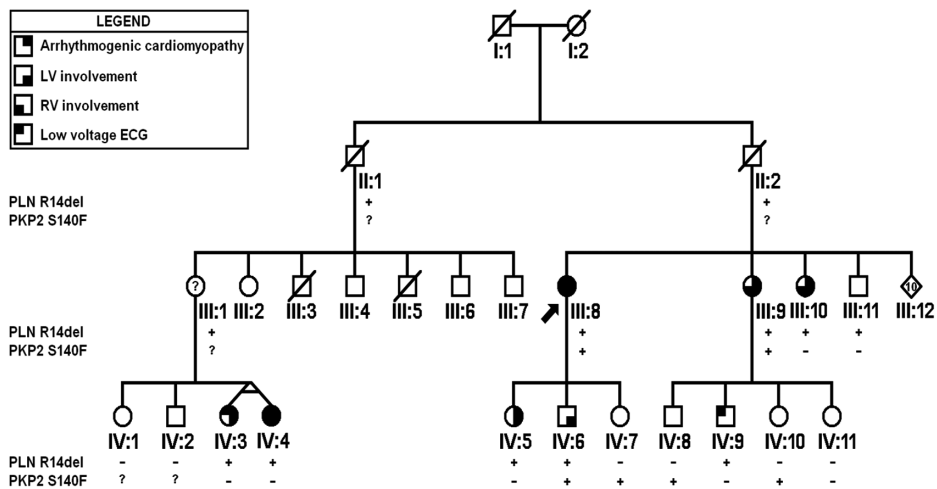 LEGEND
Arrhythmogenic cardiomyopathy
LV involvement
RV involvement
Low voltage ECG
I:1 I:2
II:1 II:2
PLN R14del + +
PKP2 S140F ? ?
? 10
III:1 III:2 III:3 III:4 III:5 III:6 III:7 III:8 III:9 III:10 III:11 III:12
PLN R14del + + + + +
PKP2 S140F ? + + - -
IV:1 IV:2 IV:3 IV:4 IV:5 IV:6 IV:7 IV:8 IV:9 IV:10 IV:11
PLN R14del - - + + + + - - + - -
PKP2 S140F ? ? - - - + + + - + -